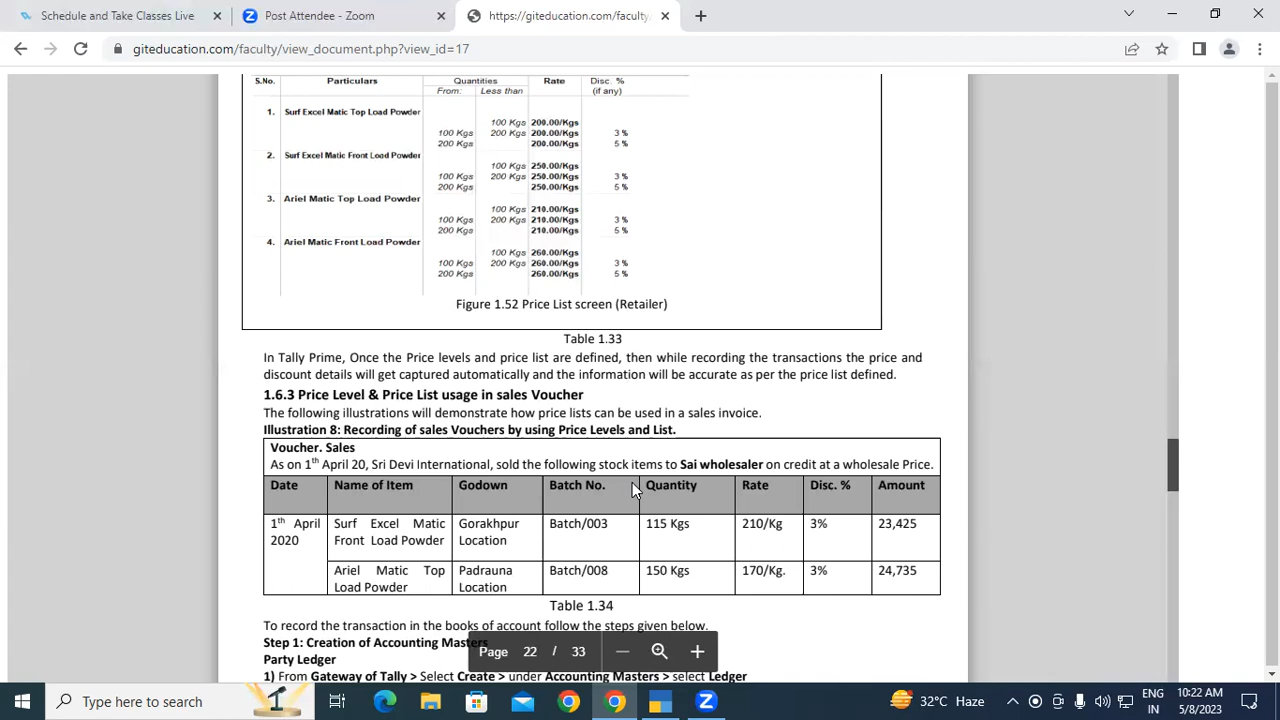 Schedule and Take Classes Live
Post Attendee - Zoom
https://giteducation.com/faculty
giteducation.com/faculty/view_document.php?view_id=17
S.No. Particulars Quantities Rate Disc. %
From: Less than (if any)
1. Surf Excel Matic Top Load Powder
100 Kgs 200.00/Kgs
100 Kgs 200 Kgs 200.00/Kgs 3 %
200 Kgs 200.00/Kgs 5 %
2. Surf Excel Matic Front Load Powder
100 Kgs 250.00/Kgs
100 Kgs 200 Kgs 250.00/Kgs 3 %
200 Kgs 250.00/Kgs 5 %
3. Ariel Matic Top Load Powder
100 Kgs 210.00/Kgs
100 Kgs 200 Kgs 210.00/Kgs 3 %
200 Kgs 210.00/Kgs 5 %
4. Ariel Matic Front Load Powder
100 Kgs 260.00/Kgs
100 Kgs 200 Kgs 260.00/Kgs 3 %
200 Kgs 260.00/Kgs 5 %
Figure 1.52 Price List screen (Retailer)
Table 1.33
In Tally Prime, Once the Price levels and price list are defined, then while recording the transactions the price and
discount details will get captured automatically and the information will be accurate as per the price list defined.
1.6.3 Price Level & Price List usage in sales Voucher
The following illustrations will demonstrate how price lists can be used in a sales invoice.
Illustration 8: Recording of sales Vouchers by using Price Levels and List.
Voucher. Sales
As on 1th April 20, Sri Devi International, sold the following stock items to Sai wholesaler on credit at a wholesale Price.
Date Name of Item Godown Batch No. Quantity Rate Disc. % Amount
1th April Surf Excel Matic Gorakhpur Batch/003 115 Kgs 210/Kg 3% 23,425
2020 Front Load Powder Location
Ariel Matic Top Padrauna Batch/008 150 Kgs 170/Kg. 3% 24,735
Load Powder Location
Table 1.34
To record the transaction in the books of account follow the steps given below.
Step 1: Creation of Accounting Masters
Party Ledger
Page 22 / 33
1) From Gateway of Tally > Select Create > under Accounting Masters > select Ledger
Type here to search
32°C Haze
ENG
IN
10:22 AM
5/8/2023